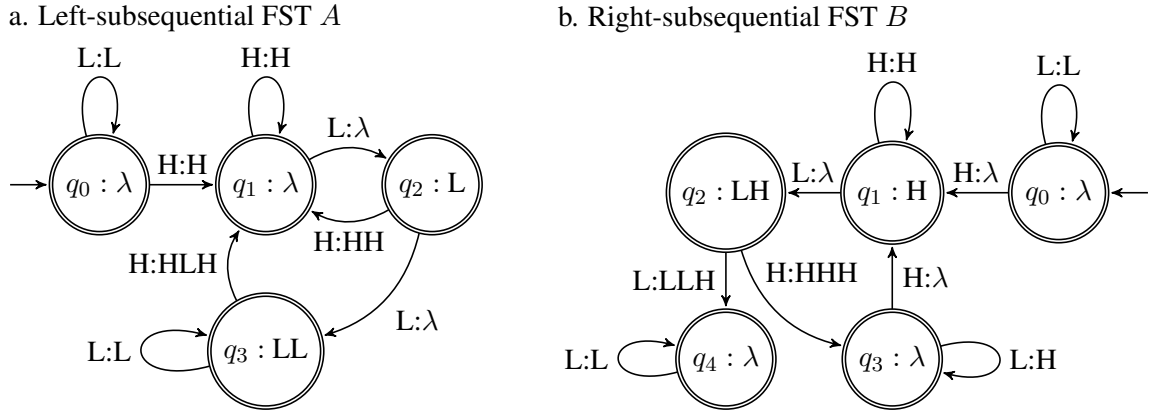 a. Left-subsequential FST A
L:L
H:H
L:λ
q₀ : λ
H:H
q₁ : λ
q₂ : L
H:HH
H:HLH
L:λ
L:L
q₃ : LL
b. Right-subsequential FST B
H:H
L:L
q₂ : LH
L:λ
q₁ : H
H:λ
q₀ : λ
L:LLH
H:HHH
H:λ
L:L
q₄ : λ
q₃ : λ
L:H